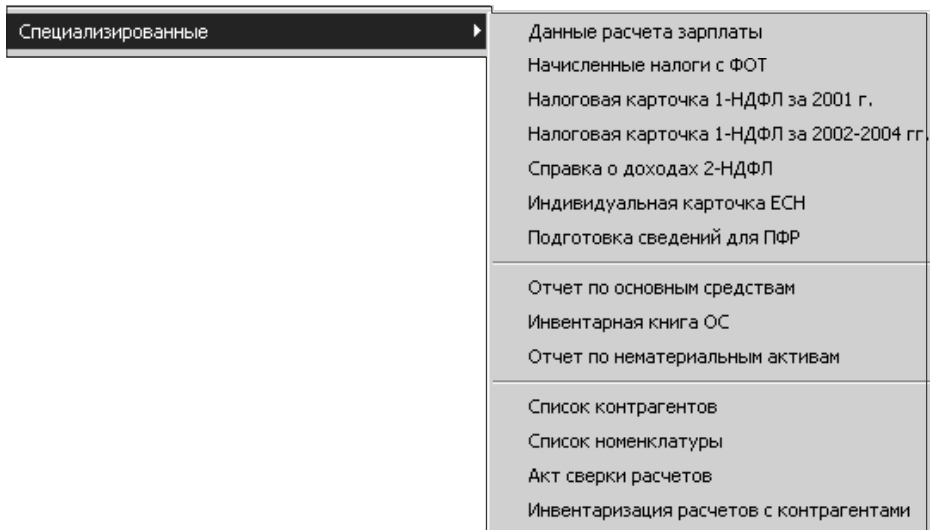 Специализированные
Данные расчета зарплаты
Начисленные налоги с ФОТ
Налоговая карточка 1-НДФЛ за 2001 г.
Налоговая карточка 1-НДФЛ за 2002-2004 гг.
Справка о доходах 2-НДФЛ
Индивидуальная карточка ЕСН
Подготовка сведений для ПФР
Отчет по основным средствам
Инвентарная книга ОС
Отчет по нематериальным активам
Список контрагентов
Список номенклатуры
Акт сверки расчетов
Инвентаризация расчетов с контрагентами